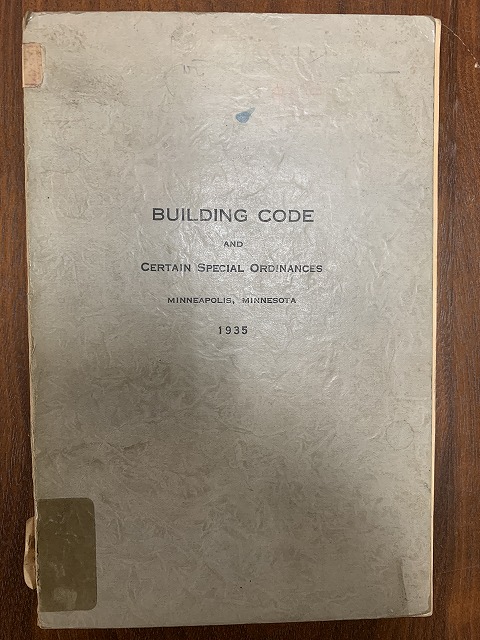 BUILDING CODE
AND
CERTAIN SPECIAL ORDINANCES
MINNEAPOLIS, MINNESOTA
1935